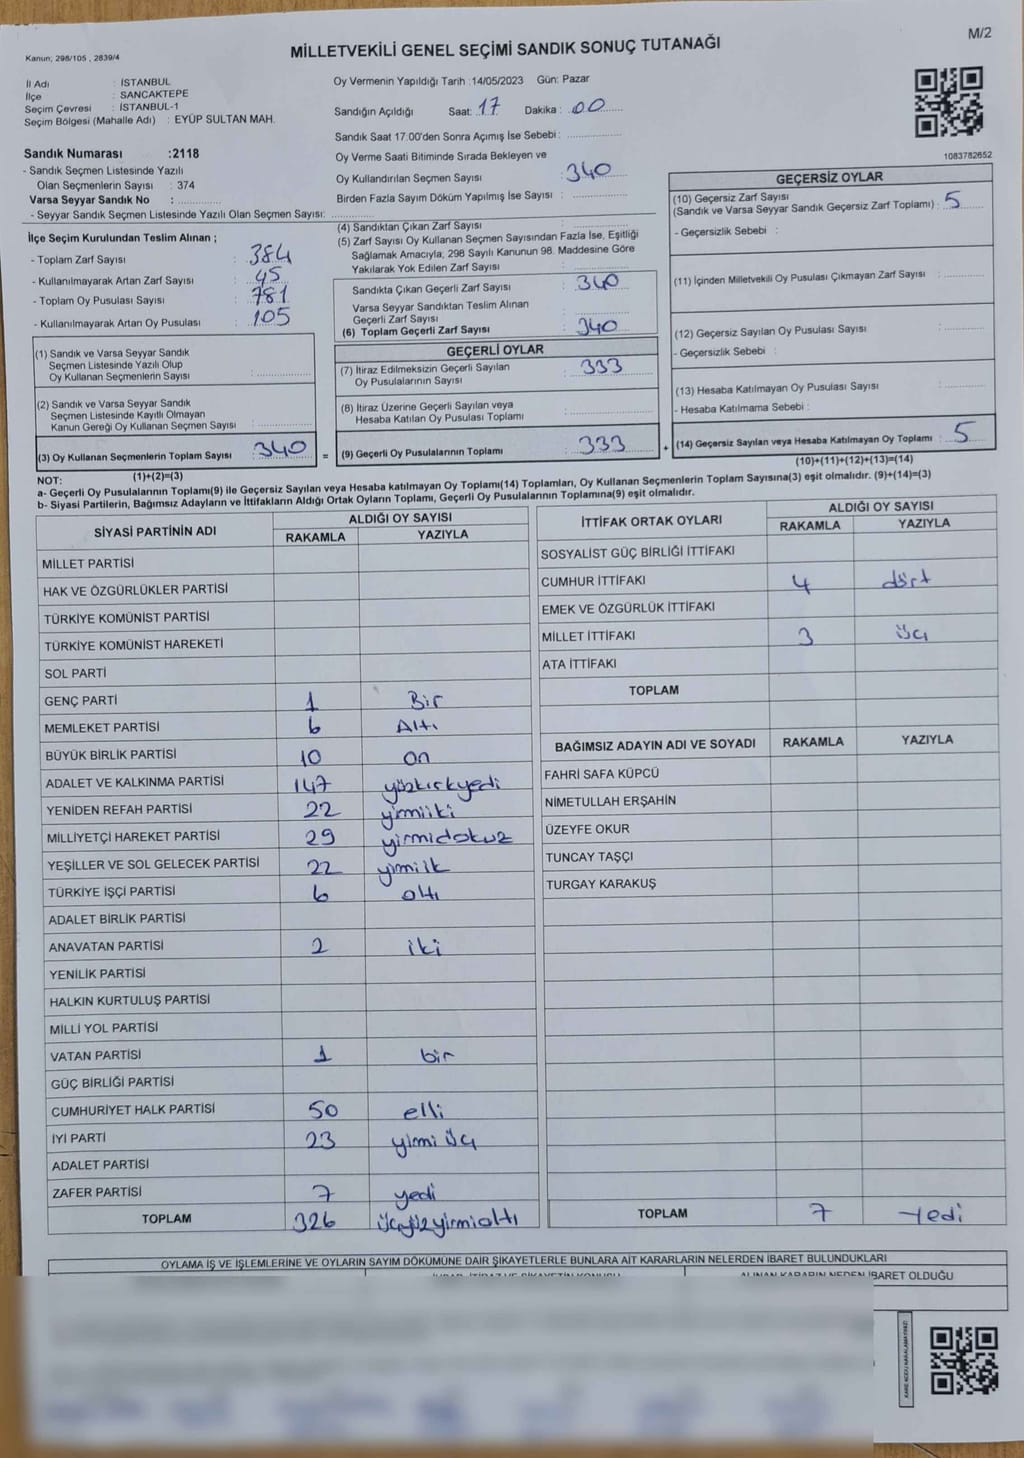 Kanun; 298/105 , 2839/4
MİLLETVEKİLİ GENEL SEÇİMİ SANDIK SONUÇ TUTANAĞI
M/2
İl Adı : İSTANBUL
İlçe : SANCAKTEPE
Seçim Çevresi : İSTANBUL-1
Seçim Bölgesi (Mahalle Adı) : EYÜP SULTAN MAH.
Sandık Numarası :2118
- Sandık Seçmen Listesinde Yazılı
Olan Seçmenlerin Sayısı : 374
Varsa Seyyar Sandık No :
- Seyyar Sandık Seçmen Listesinde Yazılı Olan Seçmen Sayısı:
Oy Vermenin Yapıldığı Tarih :14/05/2023 Gün: Pazar
Sandığın Açıldığı Saat: 17 Dakika : 00
Sandık Saat 17:00'den Sonra Açımış İse Sebebi :
Oy Verme Saati Bitiminde Sırada Bekleyen ve
Oy Kullandırılan Seçmen Sayısı : 340
Birden Fazla Sayım Döküm Yapılmış İse Sayısı :
1083782652
İlçe Seçim Kurulundan Teslim Alınan ;
- Toplam Zarf Sayısı : 384
- Kullanılmayarak Artan Zarf Sayısı : 45
- Toplam Oy Pusulası Sayısı : 781
- Kullanılmayarak Artan Oy Pusulası : 105
(1) Sandık ve Varsa Seyyar Sandık
Seçmen Listesinde Yazılı Olup
Oy Kullanan Seçmenlerin Sayısı :
(2) Sandık ve Varsa Seyyar Sandık
Seçmen Listesinde Kayıtlı Olmayan
Kanun Gereği Oy Kullanan Seçmen Sayısı :
(3) Oy Kullanan Seçmenlerin Toplam Sayısı : 340
(1)+(2)=(3)
(4) Sandıktan Çıkan Zarf Sayısı :
(5) Zarf Sayısı Oy Kullanan Seçmen Sayısından Fazla İse, Eşitliği
Sağlamak Amacıyla; 298 Sayılı Kanunun 98. Maddesine Göre
Yakılarak Yok Edilen Zarf Sayısı :
Sandıkta Çıkan Geçerli Zarf Sayısı : 340
Varsa Seyyar Sandıktan Teslim Alınan
Geçerli Zarf Sayısı :
(6) Toplam Geçerli Zarf Sayısı : 340
GEÇERLİ OYLAR
(7) İtiraz Edilmeksizin Geçerli Sayılan
Oy Pusulalarının Sayısı : 333
(8) İtiraz Üzerine Geçerli Sayılan veya
Hesaba Katılan Oy Pusulası Toplamı :
= (9) Geçerli Oy Pusulalarının Toplamı : 333 +
GEÇERSİZ OYLAR
(10) Geçersiz Zarf Sayısı
(Sandık ve Varsa Seyyar Sandık Geçersiz Zarf Toplamı) : 5
- Geçersizlik Sebebi :
(11) İçinden Milletvekili Oy Pusulası Çıkmayan Zarf Sayısı :
(12) Geçersiz Sayılan Oy Pusulası Sayısı :
- Geçersizlik Sebebi :
(13) Hesaba Katılmayan Oy Pusulası Sayısı :
- Hesaba Katılmama Sebebi :
(14) Geçersiz Sayılan veya Hesaba Katılmayan Oy Toplamı : 5
(10)+(11)+(12)+(13)=(14)
NOT:
a- Geçerli Oy Pusulalarının Toplamı(9) ile Geçersiz Sayılan veya Hesaba katılmayan Oy Toplamı(14) Toplamları, Oy Kullanan Seçmenlerin Toplam Sayısına(3) eşit olmalıdır. (9)+(14)=(3)
b- Siyasi Partilerin, Bağımsız Adayların ve İttifakların Aldığı Ortak Oyların Toplamı, Geçerli Oy Pusulalarının Toplamına(9) eşit olmalıdır.
SİYASİ PARTİNİN ADI ALDIĞI OY SAYISI
RAKAMLA YAZIYLA
MİLLET PARTİSİ
HAK VE ÖZGÜRLÜKLER PARTİSİ
TÜRKİYE KOMÜNİST PARTİSİ
TÜRKİYE KOMÜNİST HAREKETİ
SOL PARTİ
GENÇ PARTİ 1 Bir
MEMLEKET PARTİSİ 6 Altı
BÜYÜK BİRLİK PARTİSİ 10 on
ADALET VE KALKINMA PARTİSİ 147 yüzkırkyedi
YENİDEN REFAH PARTİSİ 22 yirmiiki
MİLLİYETÇİ HAREKET PARTİSİ 29 yirmidokuz
YEŞİLLER VE SOL GELECEK PARTİSİ 22
TÜRKİYE İŞÇİ PARTİSİ 6 altı
ADALET BİRLİK PARTİSİ
ANAVATAN PARTİSİ 2 iki
YENİLİK PARTİSİ
HALKIN KURTULUŞ PARTİSİ
MİLLİ YOL PARTİSİ
VATAN PARTİSİ 1 bir
GÜÇ BİRLİĞİ PARTİSİ
CUMHURİYET HALK PARTİSİ 50 elli
İYİ PARTİ 23 yirmi üç
ADALET PARTİSİ
ZAFER PARTİSİ 7 yedi
TOPLAM 326 üçyüzyirmialtı
İTTİFAK ORTAK OYLARI ALDIĞI OY SAYISI
RAKAMLA YAZIYLA
SOSYALİST GÜÇ BİRLİĞİ İTTİFAKI
CUMHUR İTTİFAKI 4 dört
EMEK VE ÖZGÜRLÜK İTTİFAKI
MİLLET İTTİFAKI 3 üç
ATA İTTİFAKI
TOPLAM
BAĞIMSIZ ADAYIN ADI VE SOYADI RAKAMLA YAZIYLA
FAHRİ SAFA KÜPCÜ
NİMETULLAH ERŞAHİN
ÜZEYFE OKUR
TUNCAY TAŞÇI
TURGAY KARAKUŞ
TOPLAM 7 Yedi
OYLAMA İŞ VE İŞLEMLERİNE VE OYLARIN SAYIM DÖKÜMÜNE DAİR ŞİKAYETLERLE BUNLARA AİT KARARLARIN NELERDEN İBARET BULUNDUKLARI
ALINAN KARARIN NEDEN İBARET OLDUĞU